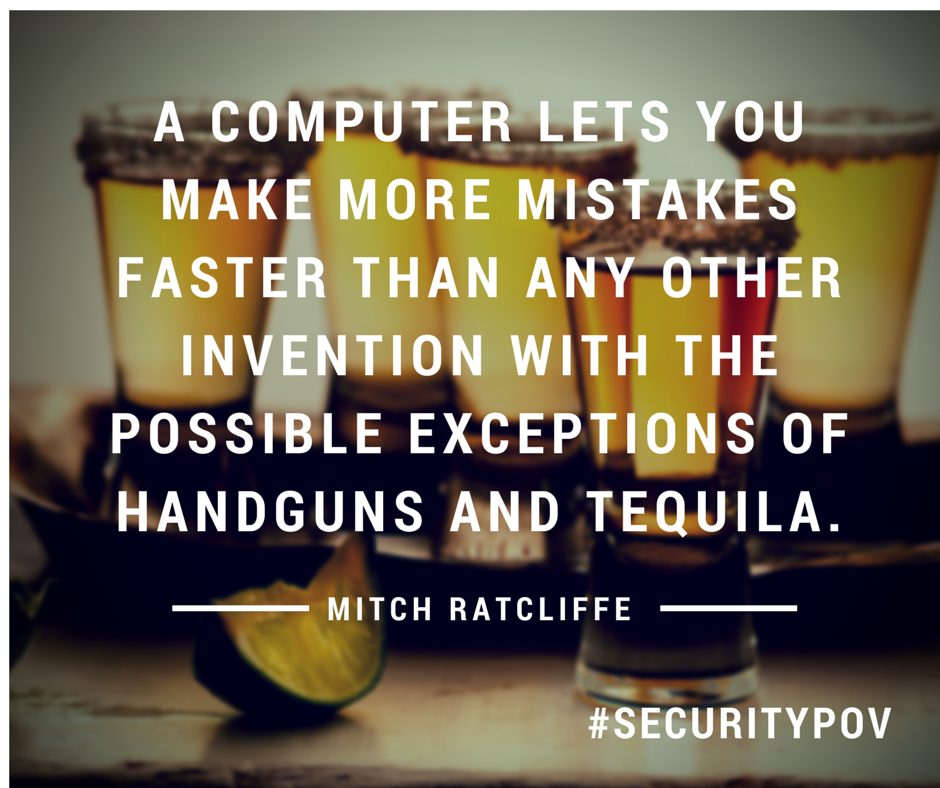 A COMPUTER LETS YOU
MAKE MORE MISTAKES
FASTER THAN ANY OTHER
INVENTION WITH THE
POSSIBLE EXCEPTIONS OF
HANDGUNS AND TEQUILA.
MITCH RATCLIFFE
#SECURITYPOV